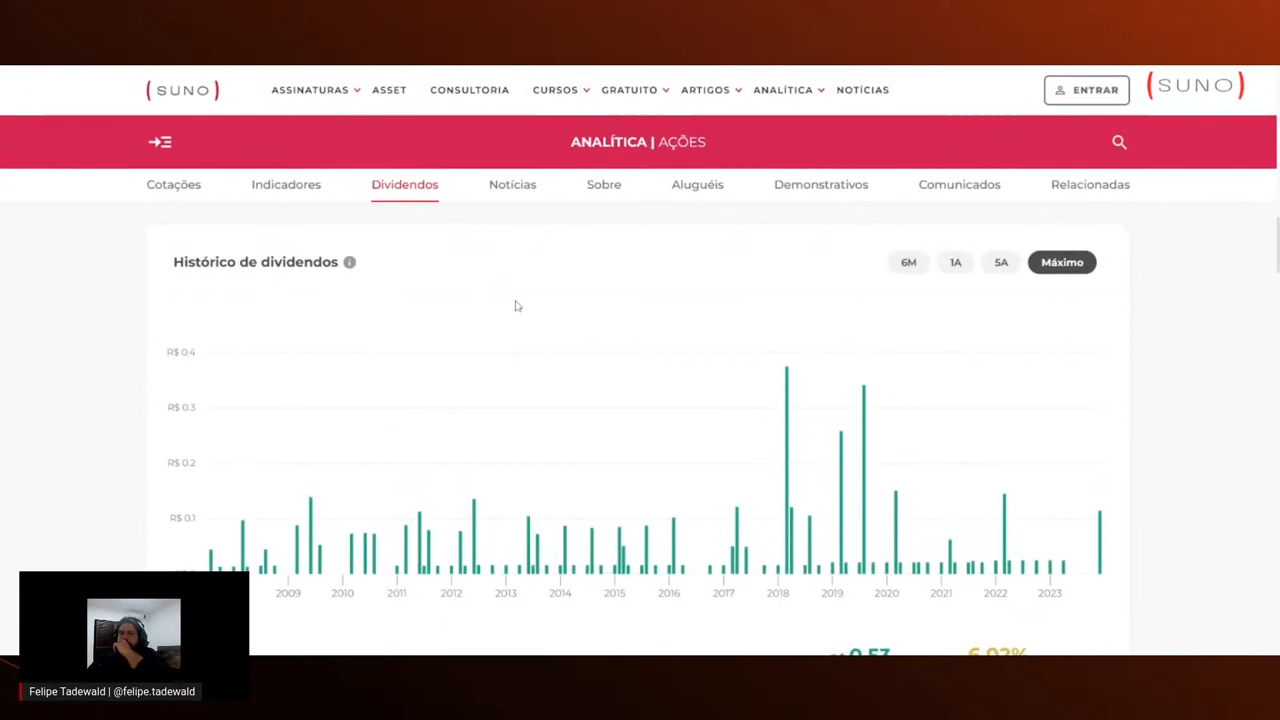 ( SUNO )
ASSINATURAS ASSET CONSULTORIA CURSOS GRATUITO ARTIGOS ANALÍTICA NOTÍCIAS
ENTRAR
( SUNO )
ANALÍTICA | AÇÕES
Cotações Indicadores Dividendos Notícias Sobre Aluguéis Demonstrativos Comunicados Relacionadas
Histórico de dividendos
6M 1A 5A Máximo
R$ 0.4
R$ 0.3
R$ 0.2
R$ 0.1
2009 2010 2011 2012 2013 2014 2015 2016 2017 2018 2019 2020 2021 2022 2023
Felipe Tadewald | @felipe.tadewald